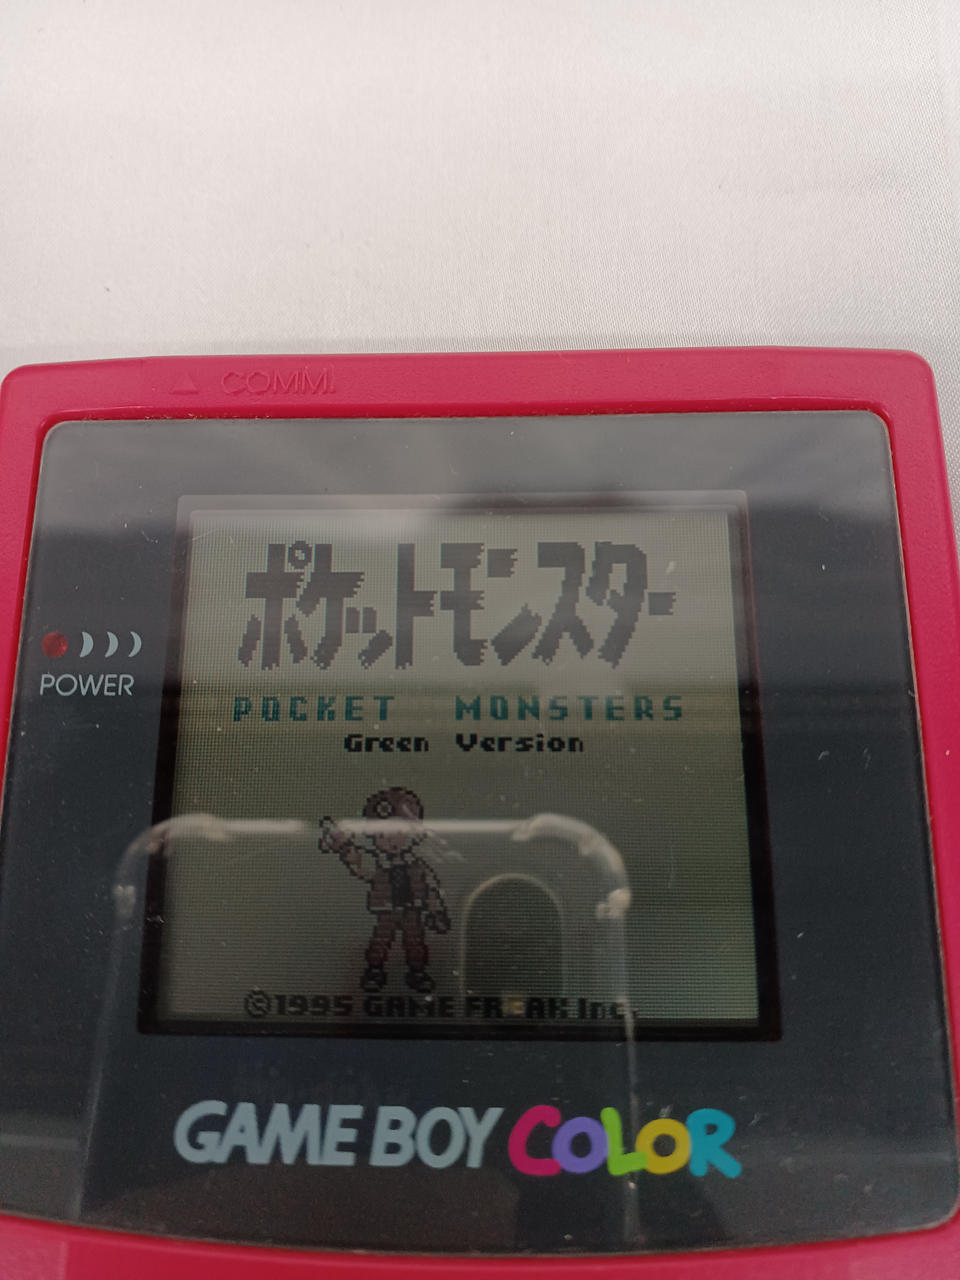 COMM.
ポケットモンスター
POCKET MONSTERS
Green Version
POWER
©1995 GAME FREAK Inc.
GAME BOY COLOR